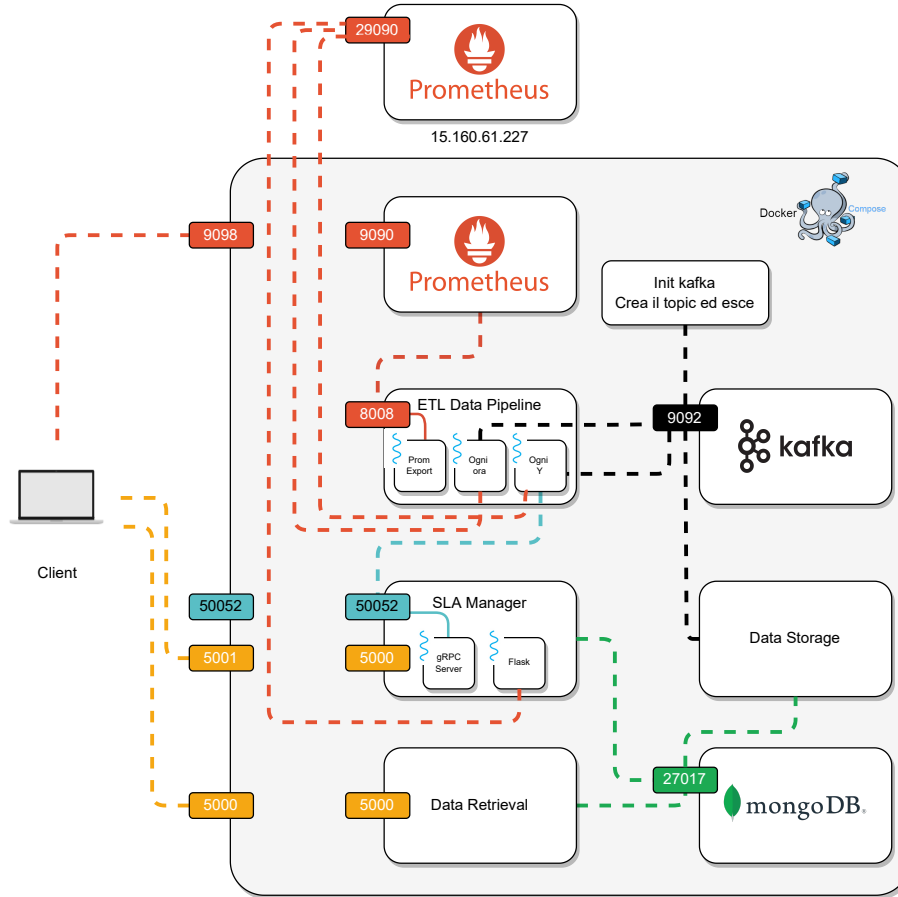 29090
Prometheus
15.160.61.227
Docker
Compose
9098
9090
Prometheus
Init kafka
Crea il topic ed esce
ETL Data Pipeline
8008
9092
Prom
Export
Ogni
ora
Ogni
Y
kafka
Client
50052
50052
SLA Manager
5001
5000
gRPC
Server
Flask
Data Storage
27017
5000
5000
Data Retrieval
mongoDB.